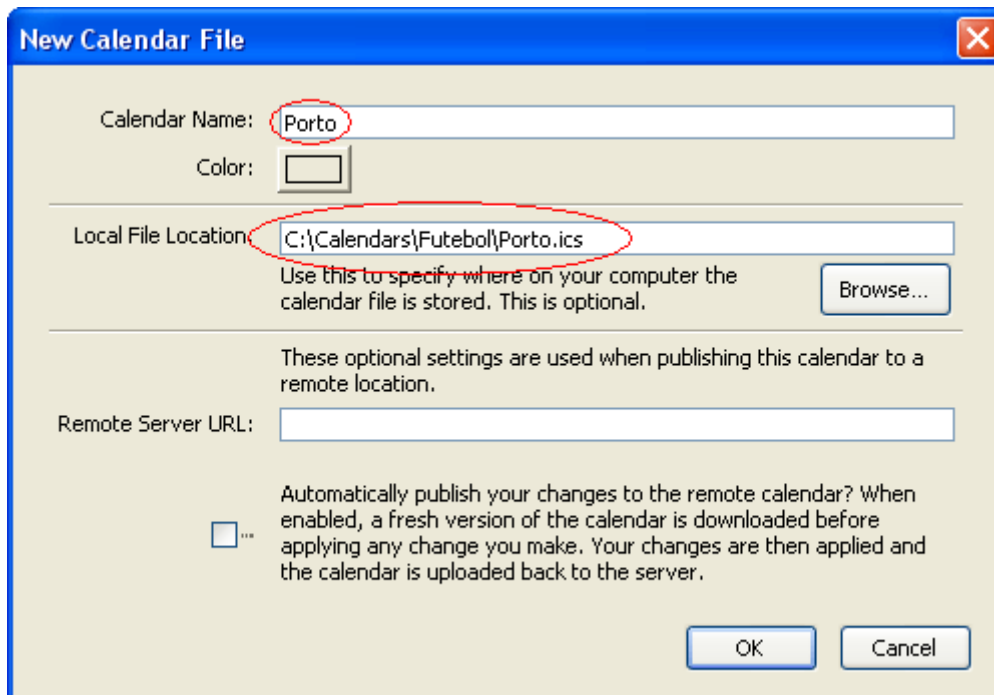 New Calendar File
Calendar Name: Porto
Color:
Local File Location: C:\Calendars\Futebol\Porto.ics
Use this to specify where on your computer the
calendar file is stored. This is optional.
Browse...
These optional settings are used when publishing this calendar to a
remote location.
Remote Server URL:
Automatically publish your changes to the remote calendar? When
enabled, a fresh version of the calendar is downloaded before
applying any change you make. Your changes are then applied and
the calendar is uploaded back to the server.
...
OK Cancel